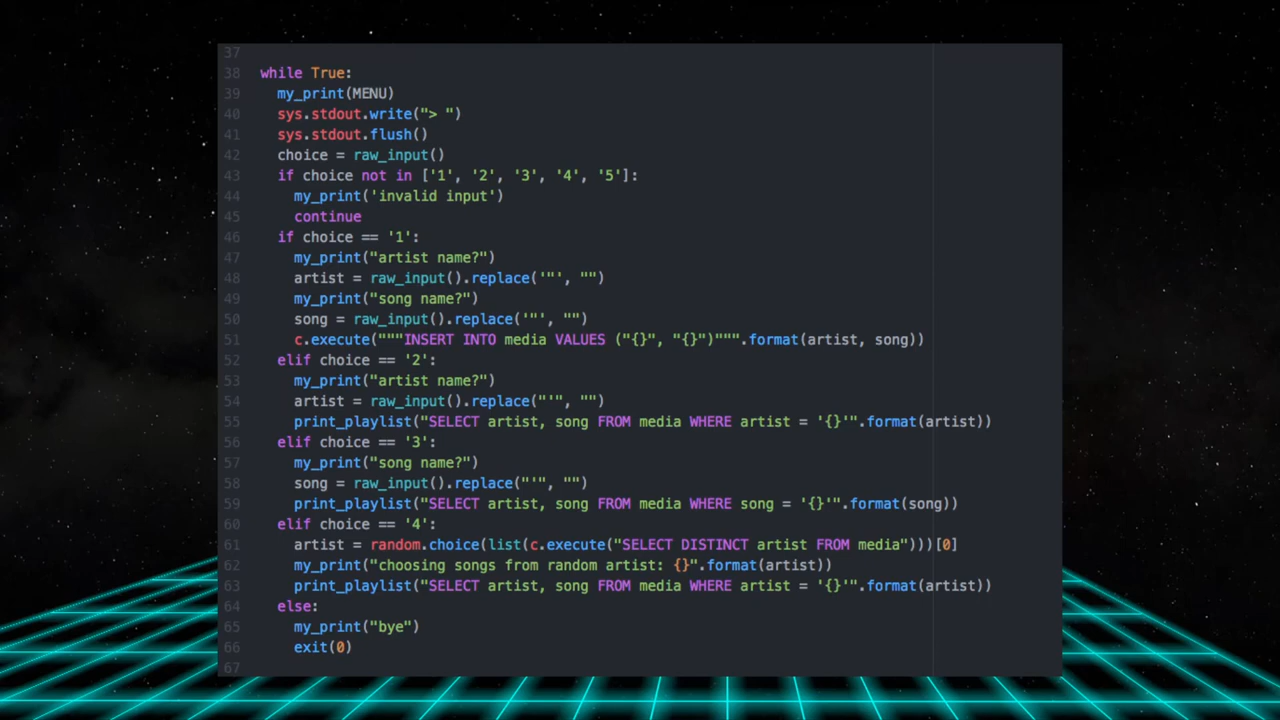 37
38 while True:
39   my_print(MENU)
40   sys.stdout.write("> ")
41   sys.stdout.flush()
42   choice = raw_input()
43   if choice not in ['1', '2', '3', '4', '5']:
44     my_print('invalid input')
45     continue
46   if choice == '1':
47     my_print("artist name?")
48     artist = raw_input().replace('"', "")
49     my_print("song name?")
50     song = raw_input().replace('"', "")
51     c.execute("""INSERT INTO media VALUES ("{}", "{}")""".format(artist, song))
52   elif choice == '2':
53     my_print("artist name?")
54     artist = raw_input().replace("'", "")
55     print_playlist("SELECT artist, song FROM media WHERE artist = '{}'".format(artist))
56   elif choice == '3':
57     my_print("song name?")
58     song = raw_input().replace("'", "")
59     print_playlist("SELECT artist, song FROM media WHERE song = '{}'".format(song))
60   elif choice == '4':
61     artist = random.choice(list(c.execute("SELECT DISTINCT artist FROM media")))[0]
62     my_print("choosing songs from random artist: {}".format(artist))
63     print_playlist("SELECT artist, song FROM media WHERE artist = '{}'".format(artist))
64   else:
65     my_print("bye")
66     exit(0)
67